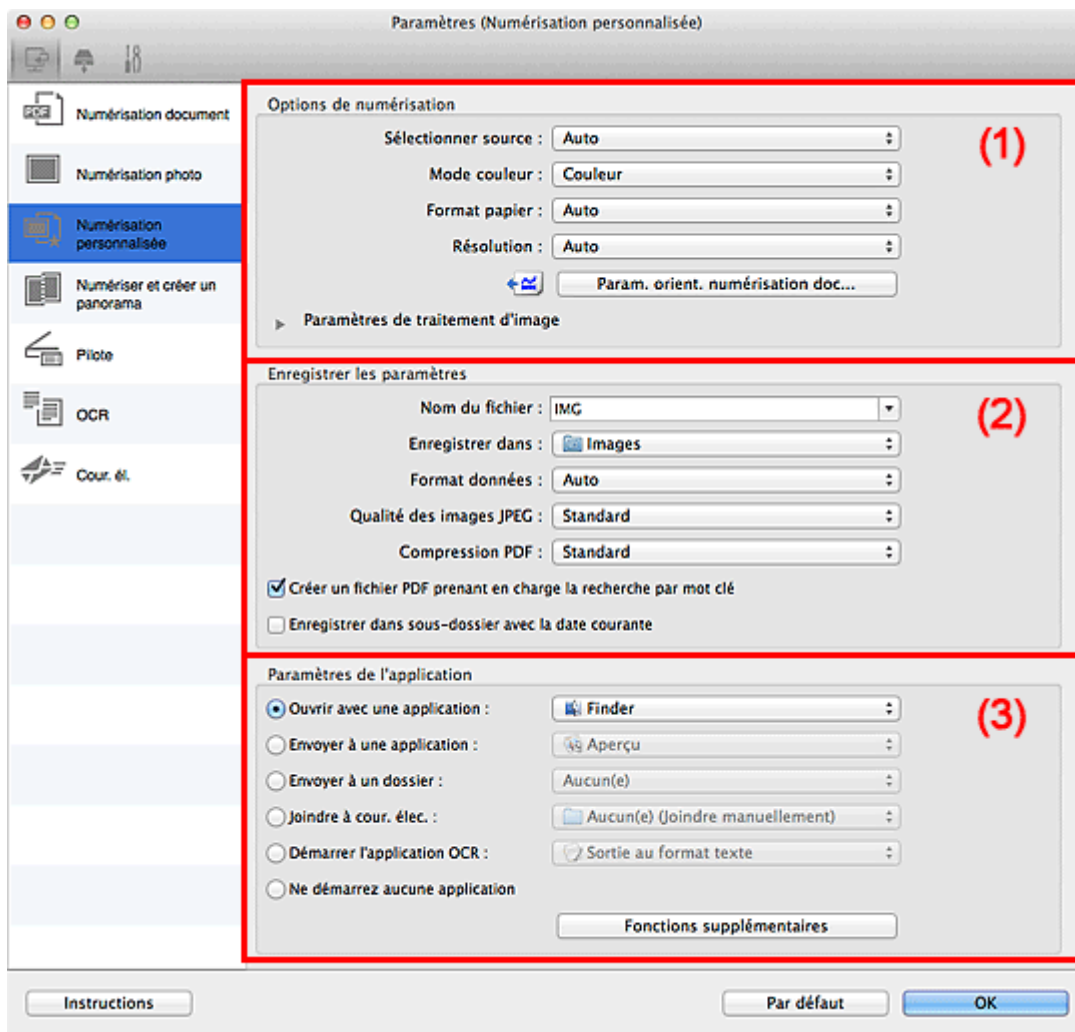 Paramètres (Numérisation personnalisée)
Numérisation document
Numérisation photo
Numérisation
personnalisée
Numériser et créer un
panorama
Pilote
OCR
Cour. él.
Options de numérisation
(1)
Sélectionner source : Auto
Mode couleur : Couleur
Format papier : Auto
Résolution : Auto
Param. orient. numérisation doc...
Paramètres de traitement d'image
Enregistrer les paramètres
(2)
Nom du fichier : IMG
Enregistrer dans : Images
Format données : Auto
Qualité des images JPEG : Standard
Compression PDF : Standard
Créer un fichier PDF prenant en charge la recherche par mot clé
Enregistrer dans sous-dossier avec la date courante
Paramètres de l'application
(3)
Ouvrir avec une application : Finder
Envoyer à une application : Aperçu
Envoyer à un dossier : Aucun(e)
Joindre à cour. élec. : Aucun(e) (Joindre manuellement)
Démarrer l'application OCR : Sortie au format texte
Ne démarrez aucune application
Fonctions supplémentaires
Instructions
Par défaut
OK